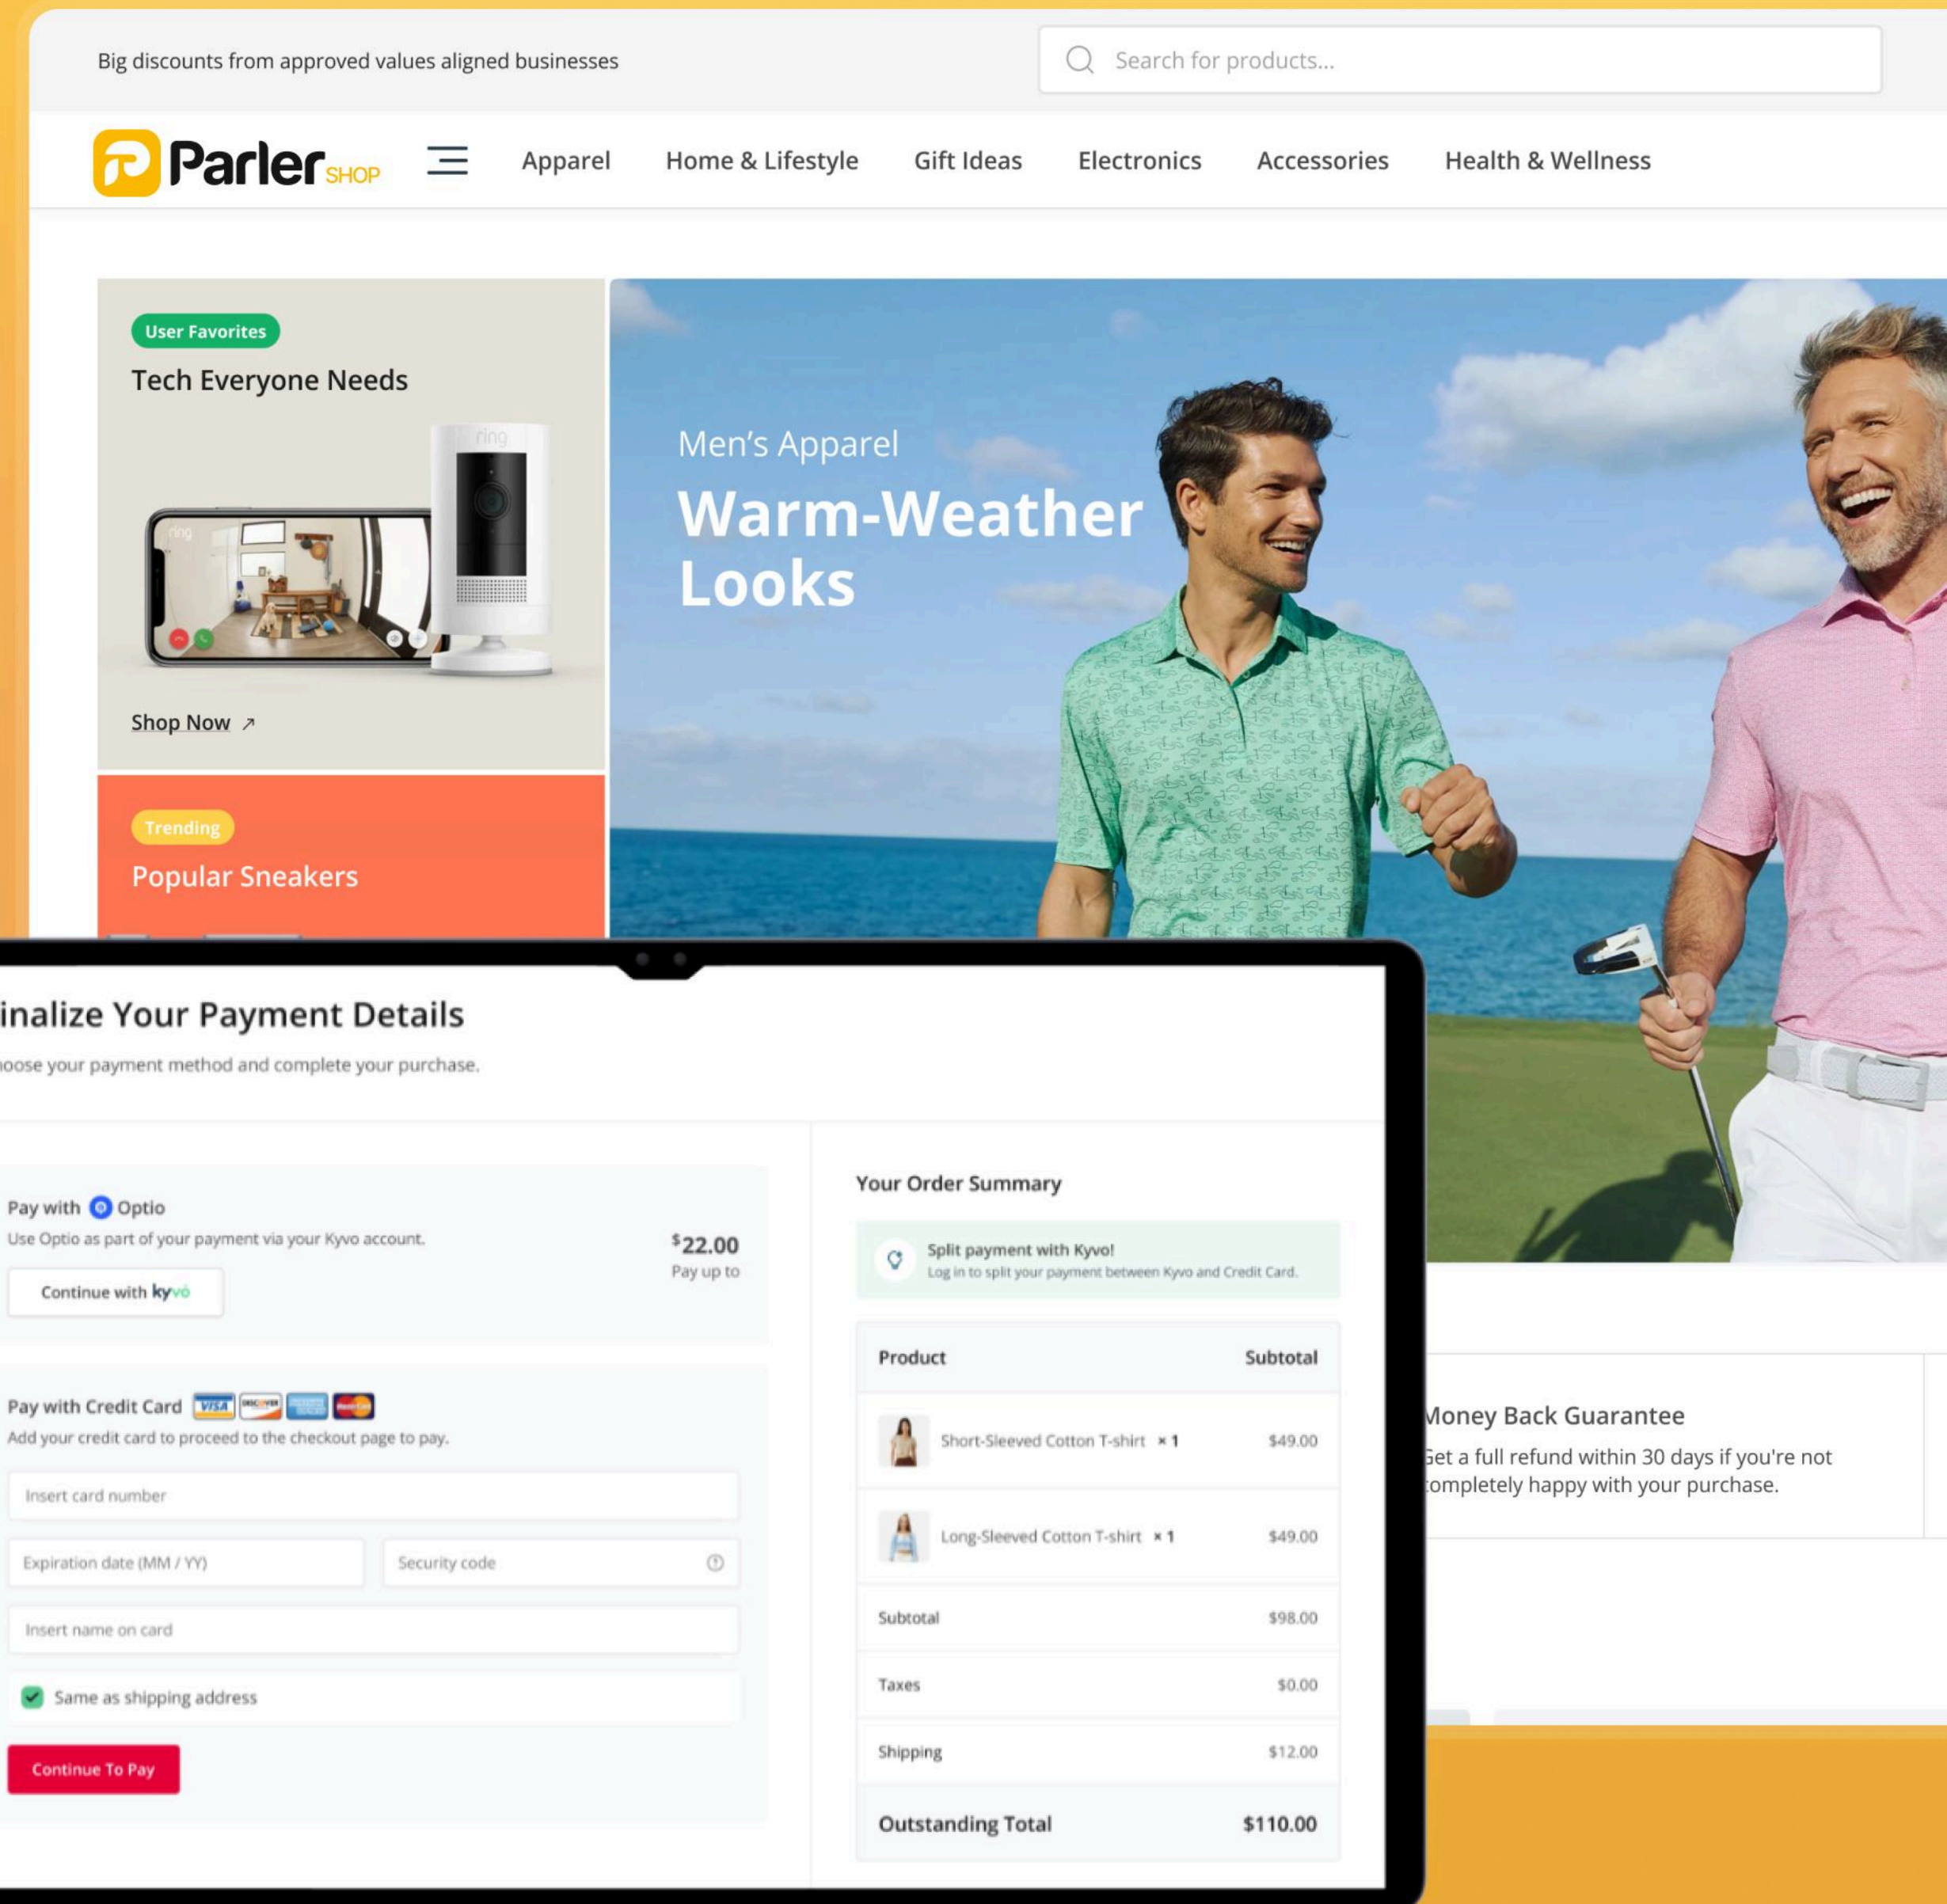 Big discounts from approved values aligned businesses
Search for products...
Parler SHOP
Apparel Home & Lifestyle Gift Ideas Electronics Accessories Health & Wellness
User Favorites
Tech Everyone Needs
ring
ring
Shop Now
Men's Apparel
Warm-Weather
Looks
Trending
Popular Sneakers
inalize Your Payment Details
hoose your payment method and complete your purchase.
Pay with Optio
Use Optio as part of your payment via your Kyvo account.
$22.00
Pay up to
Continue with kyvo
Pay with Credit Card VISA DISCOVER MasterCard
Add your credit card to proceed to the checkout page to pay.
Insert card number
Expiration date (MM / YY)
Security code
Insert name on card
Same as shipping address
Continue To Pay
Your Order Summary
Split payment with Kyvo!
Log in to split your payment between Kyvo and Credit Card.
Product Subtotal
Short-Sleeved Cotton T-shirt × 1 $49.00
Long-Sleeved Cotton T-shirt × 1 $49.00
Subtotal $98.00
Taxes $0.00
Shipping $12.00
Outstanding Total $110.00
Money Back Guarantee
Get a full refund within 30 days if you're not
completely happy with your purchase.